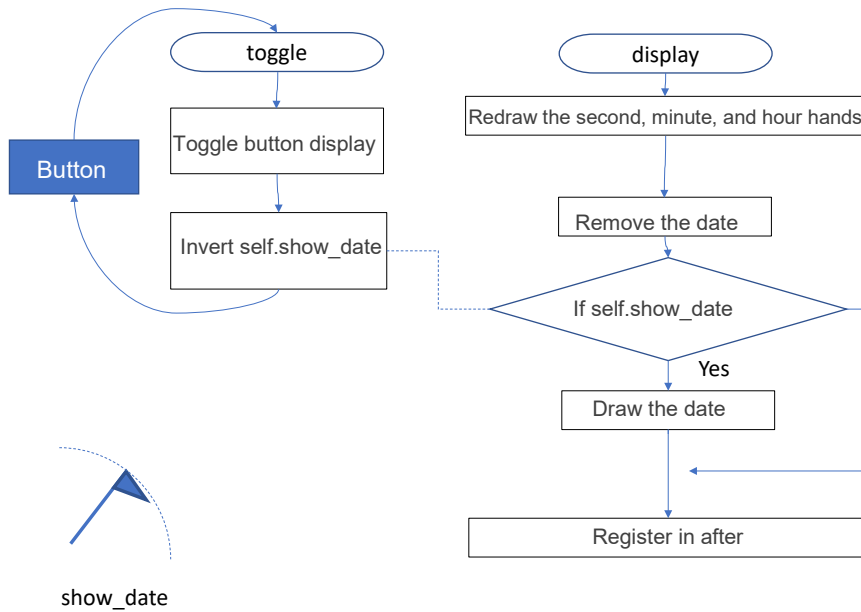 toggle
Toggle button display
Button
Invert self.show_date
display
Redraw the second, minute, and hour hands
Remove the date
If self.show_date
Yes
Draw the date
Register in after
show_date